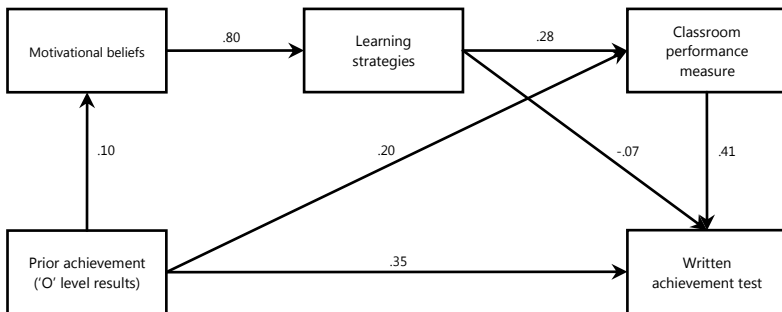 Motivational beliefs
.80
Learning
strategies
.28
Classroom
performance
measure
.10
.20
-.07
.41
Prior achievement
(‘O’ level results)
.35
Written
achievement test